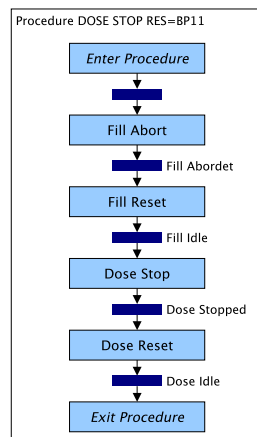 Procedure DOSE STOP RES=BP11
Enter Procedure
Fill Abort
Fill Abordet
Fill Reset
Fill Idle
Dose Stop
Dose Stopped
Dose Reset
Dose Idle
Exit Procedure